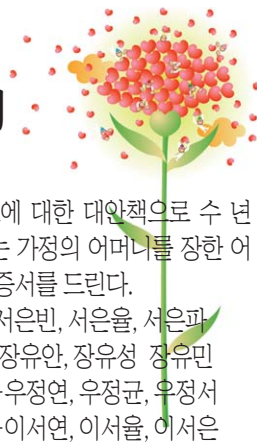 에 대한 대안책으로 수 년
는 가정의 어머니를 장한 어
증서를 드린다.
서은빈, 서은율, 서은파
장유안, 장유성 장유민
우정연, 우정균, 우정서
이서연, 이서율, 이서은